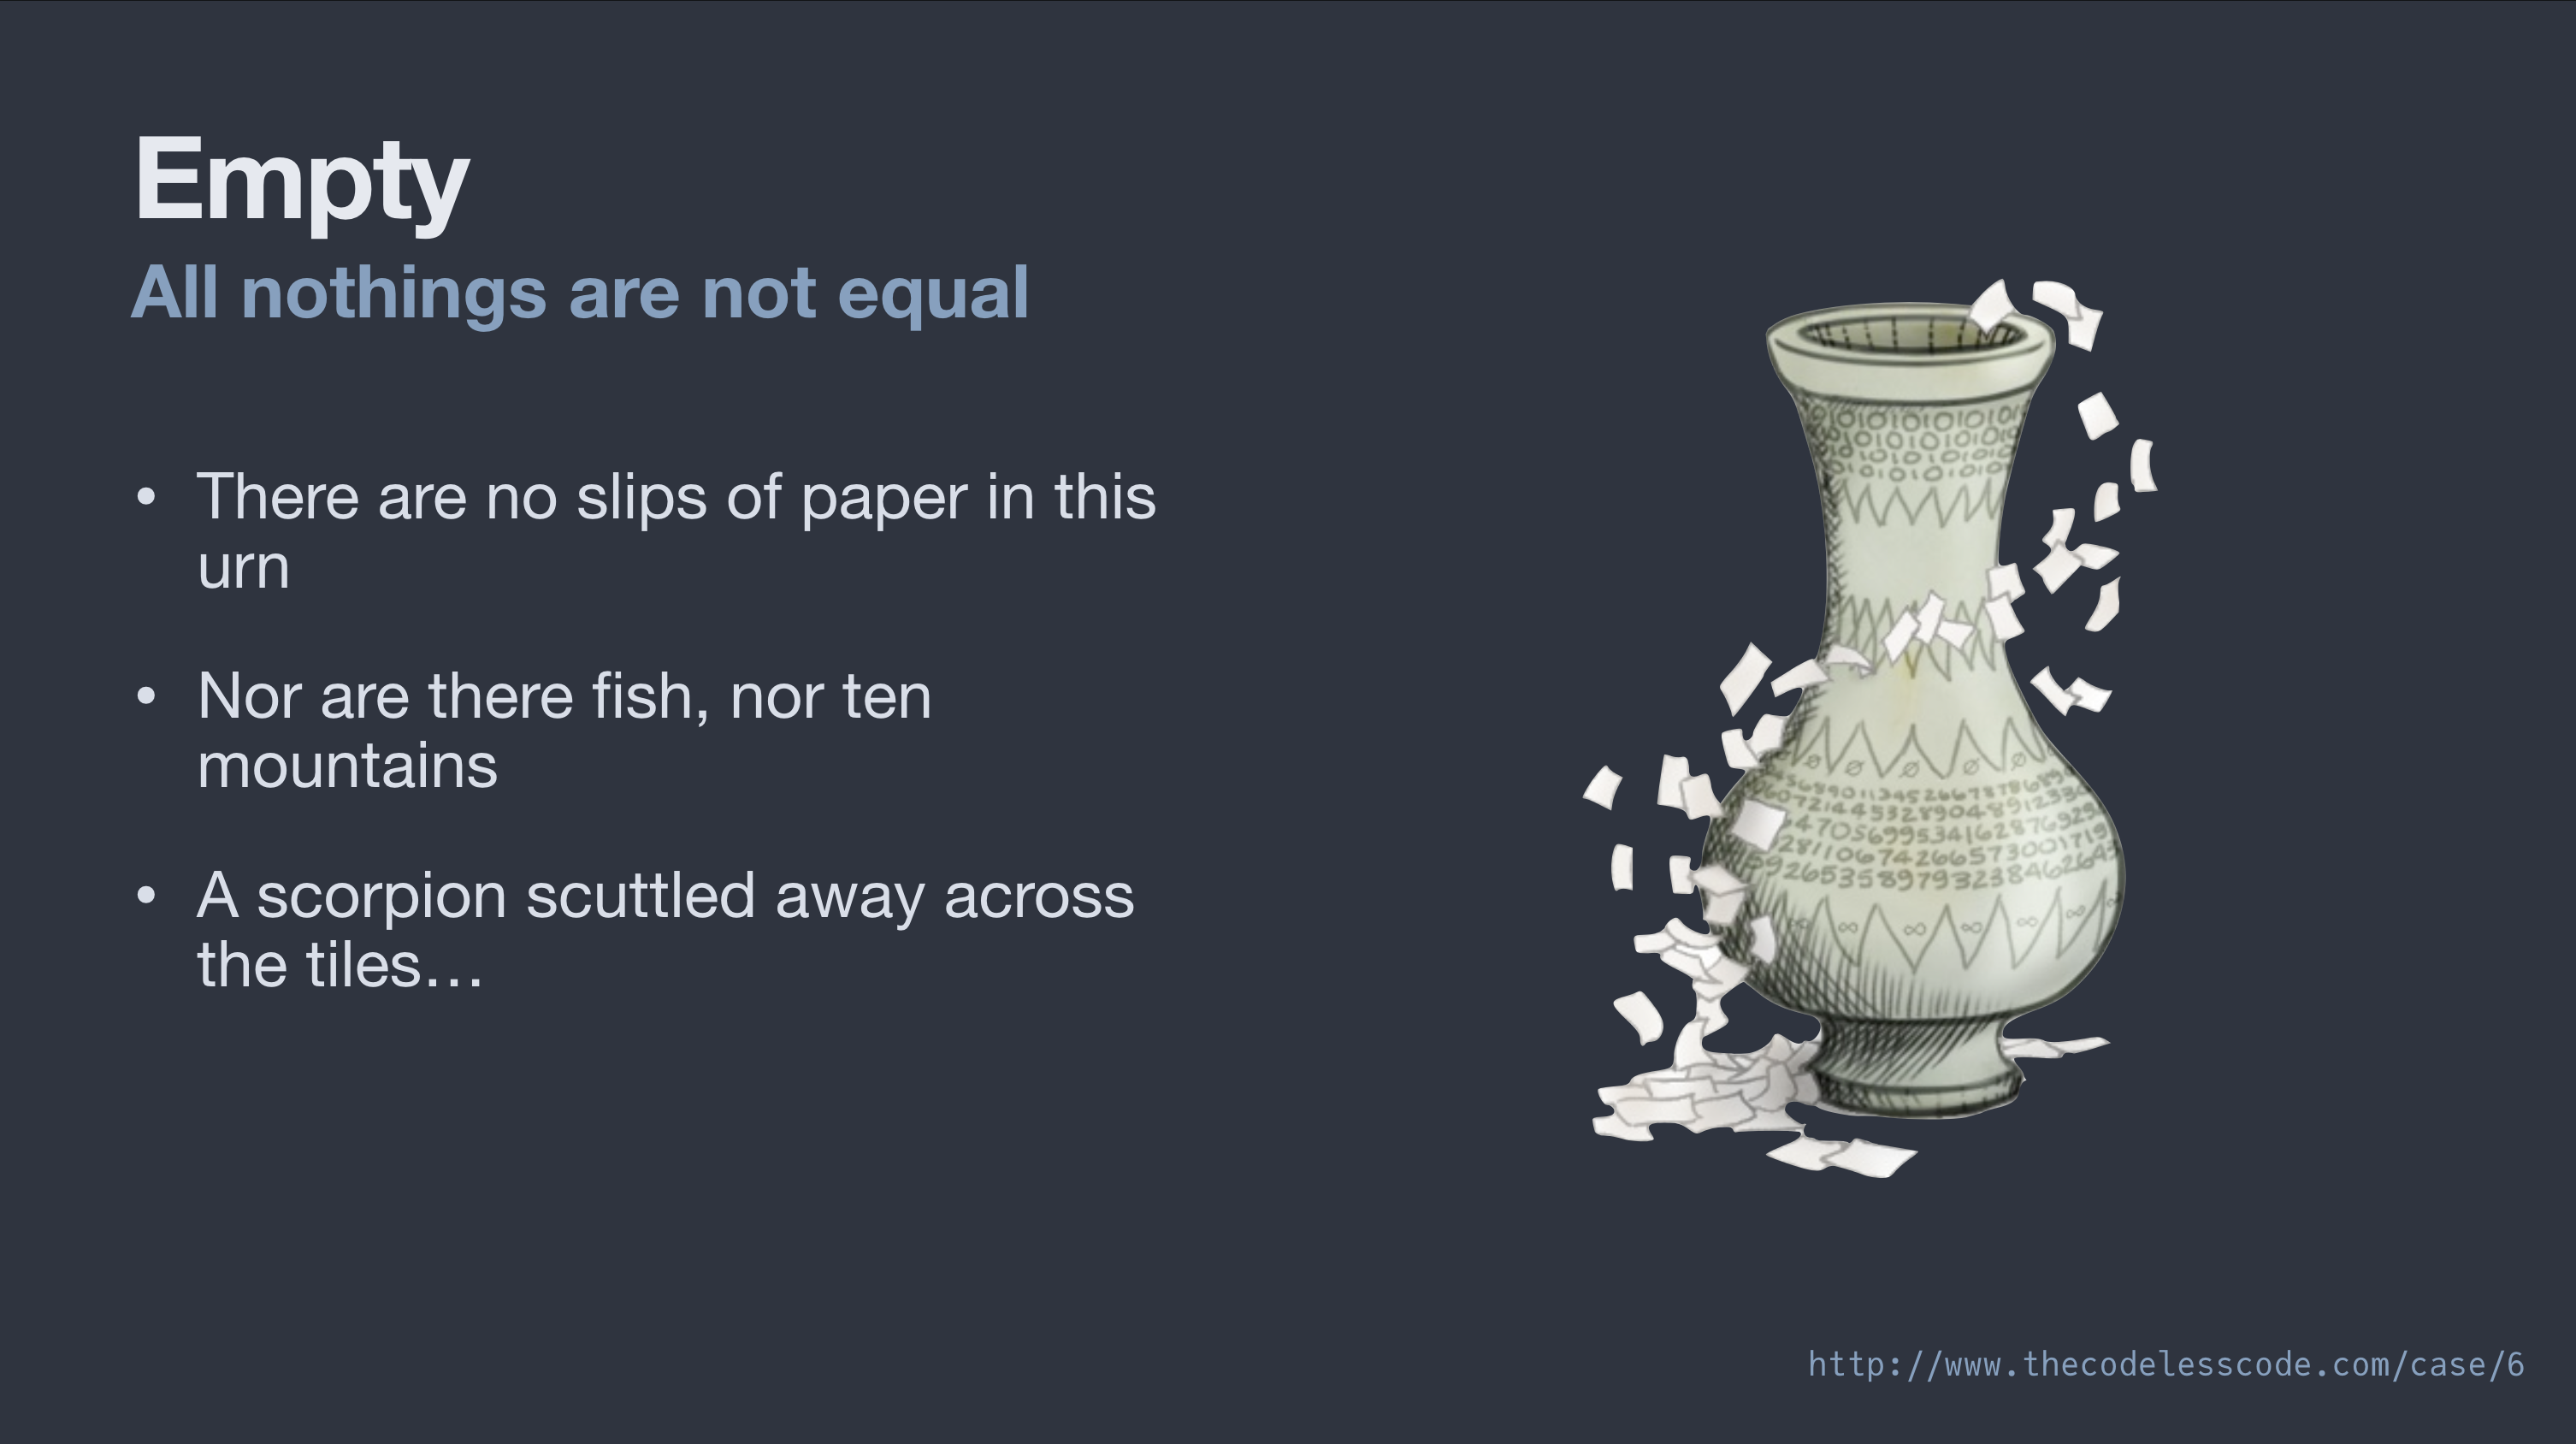 Empty
All nothings are not equal
• There are no slips of paper in this
urn
• Nor are there fish, nor ten
mountains
• A scorpion scuttled away across
the tiles…
http://www.thecodelesscode.com/case/6